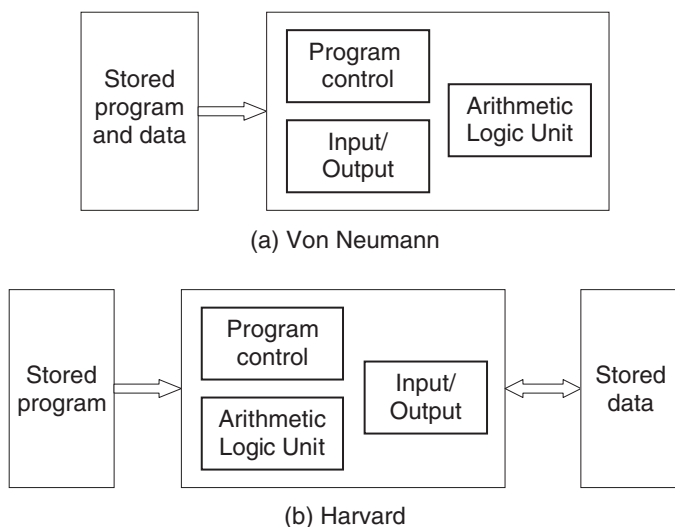 Stored
program
and data
Program
control
Input/
Output
Arithmetic
Logic Unit
(a) Von Neumann
Stored
program
Program
control
Arithmetic
Logic Unit
Input/
Output
Stored
data
(b) Harvard